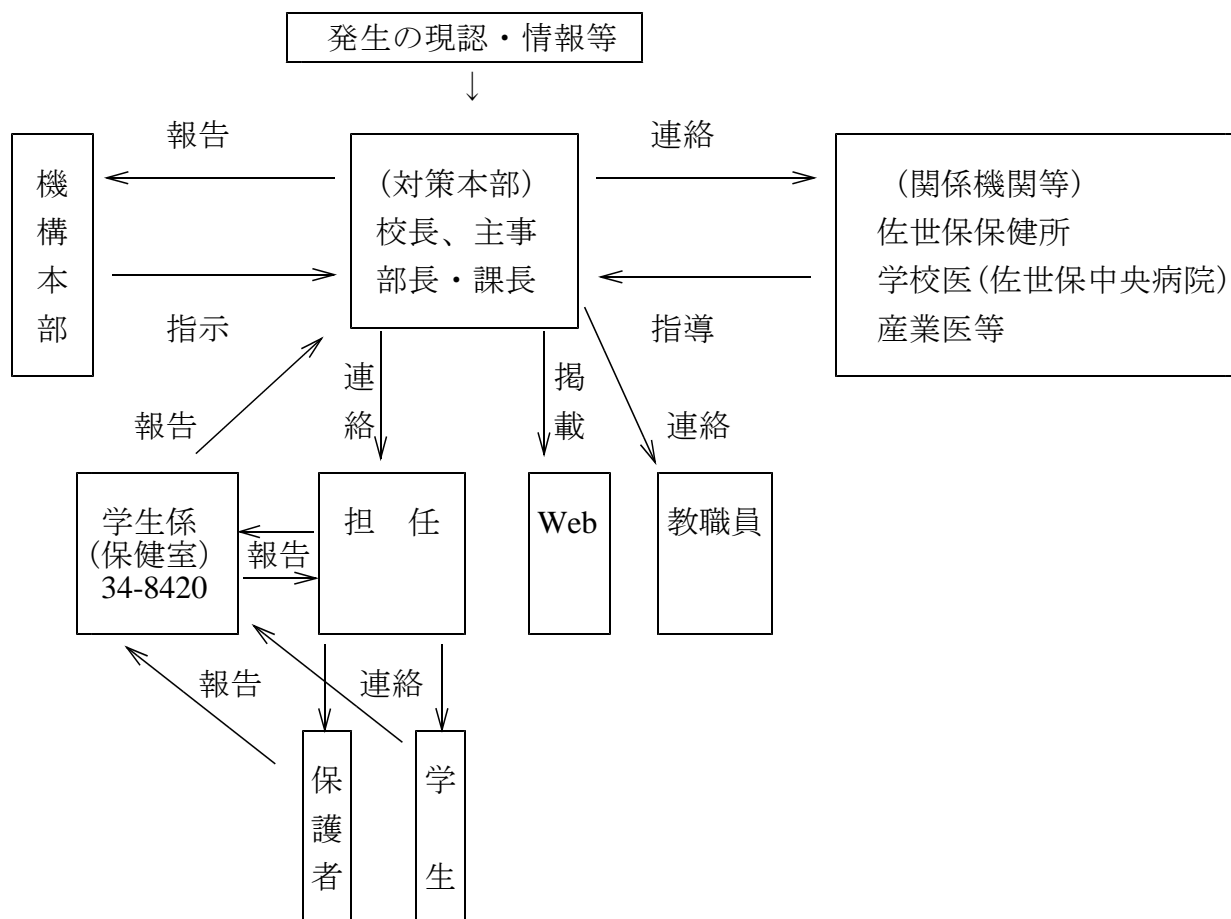 発生の現認・情報等
↓
報告
連絡
機構本部
(対策本部)
校長、主事
部長・課長
(関係機関等)
佐世保保健所
学校医(佐世保中央病院)
産業医等
指示
指導
報告
連絡
掲載
連絡
学生係
(保健室)
34-8420
報告
担　任
Web
教職員
報告
連絡
保護者
学生